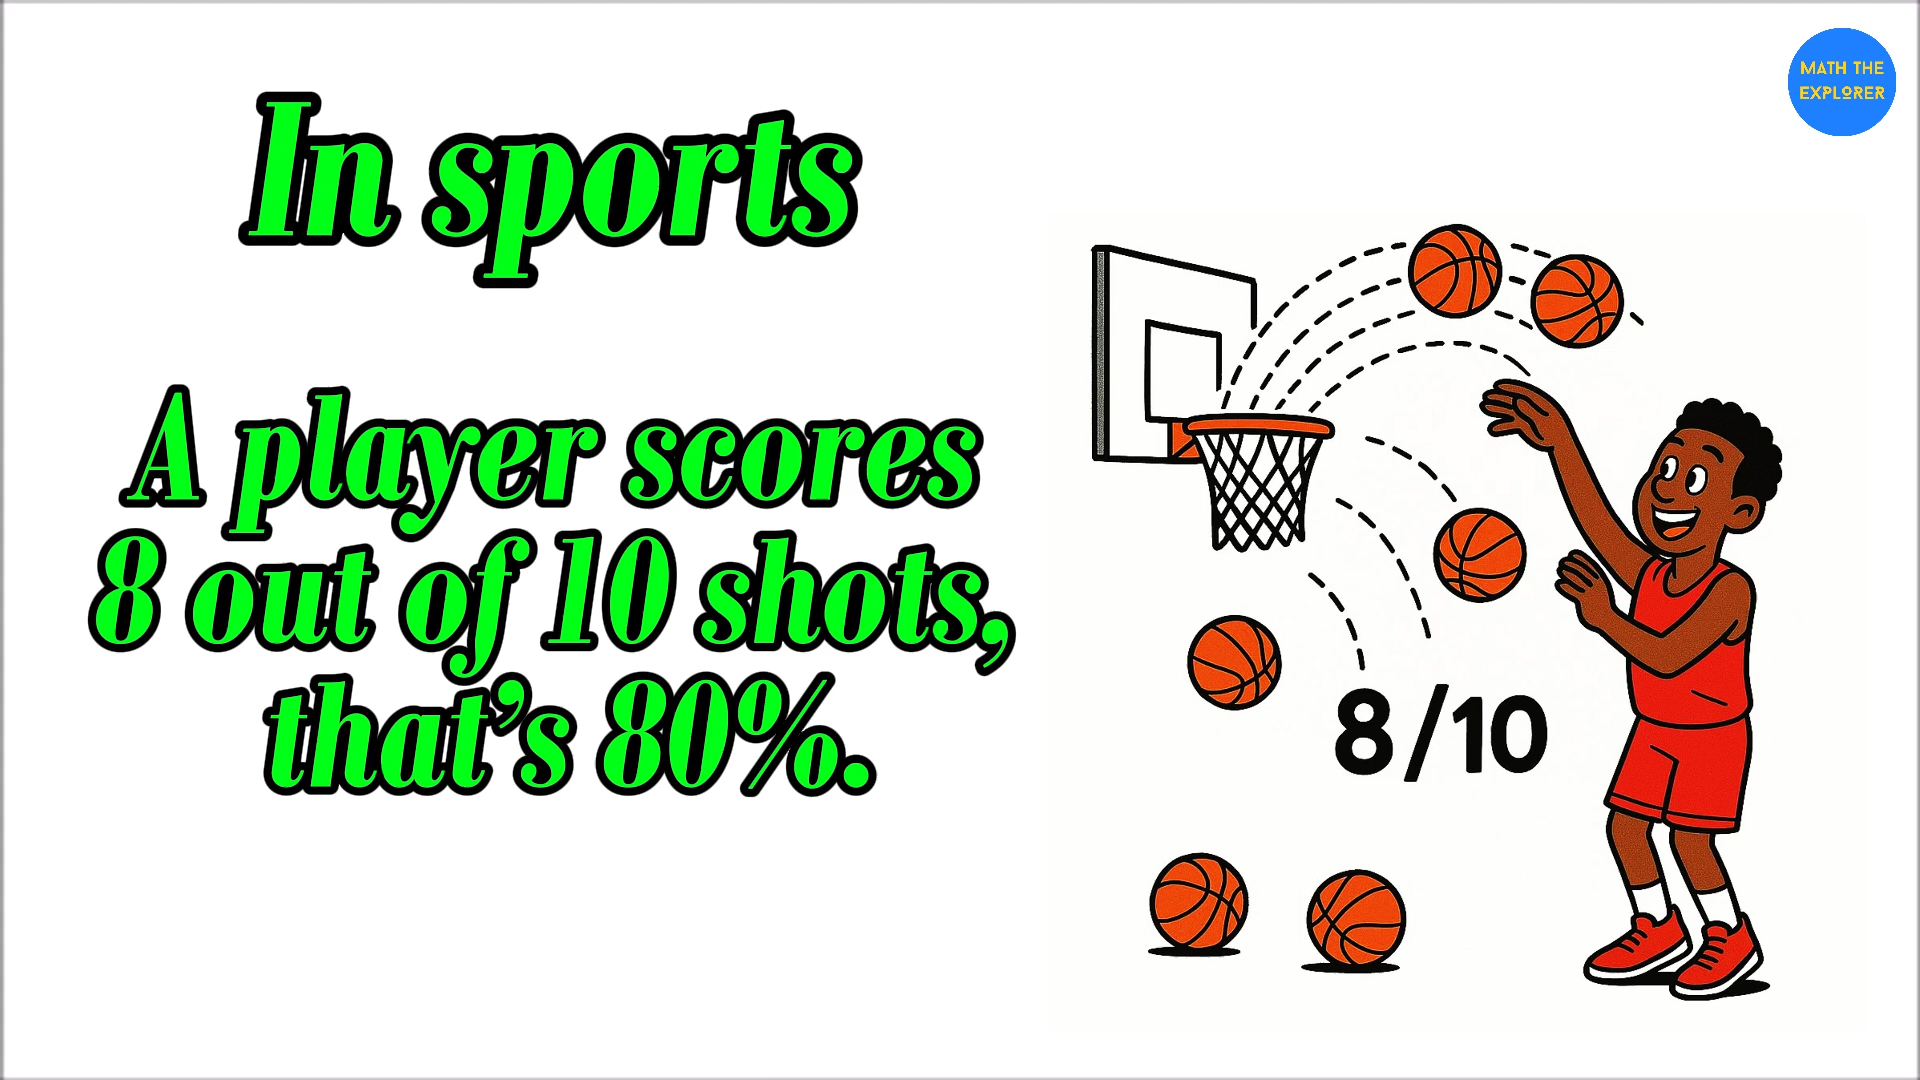 In sports
A player scores
8 out of 10 shots,
that's 80%.
8/10
MATH THE
EXPLORER